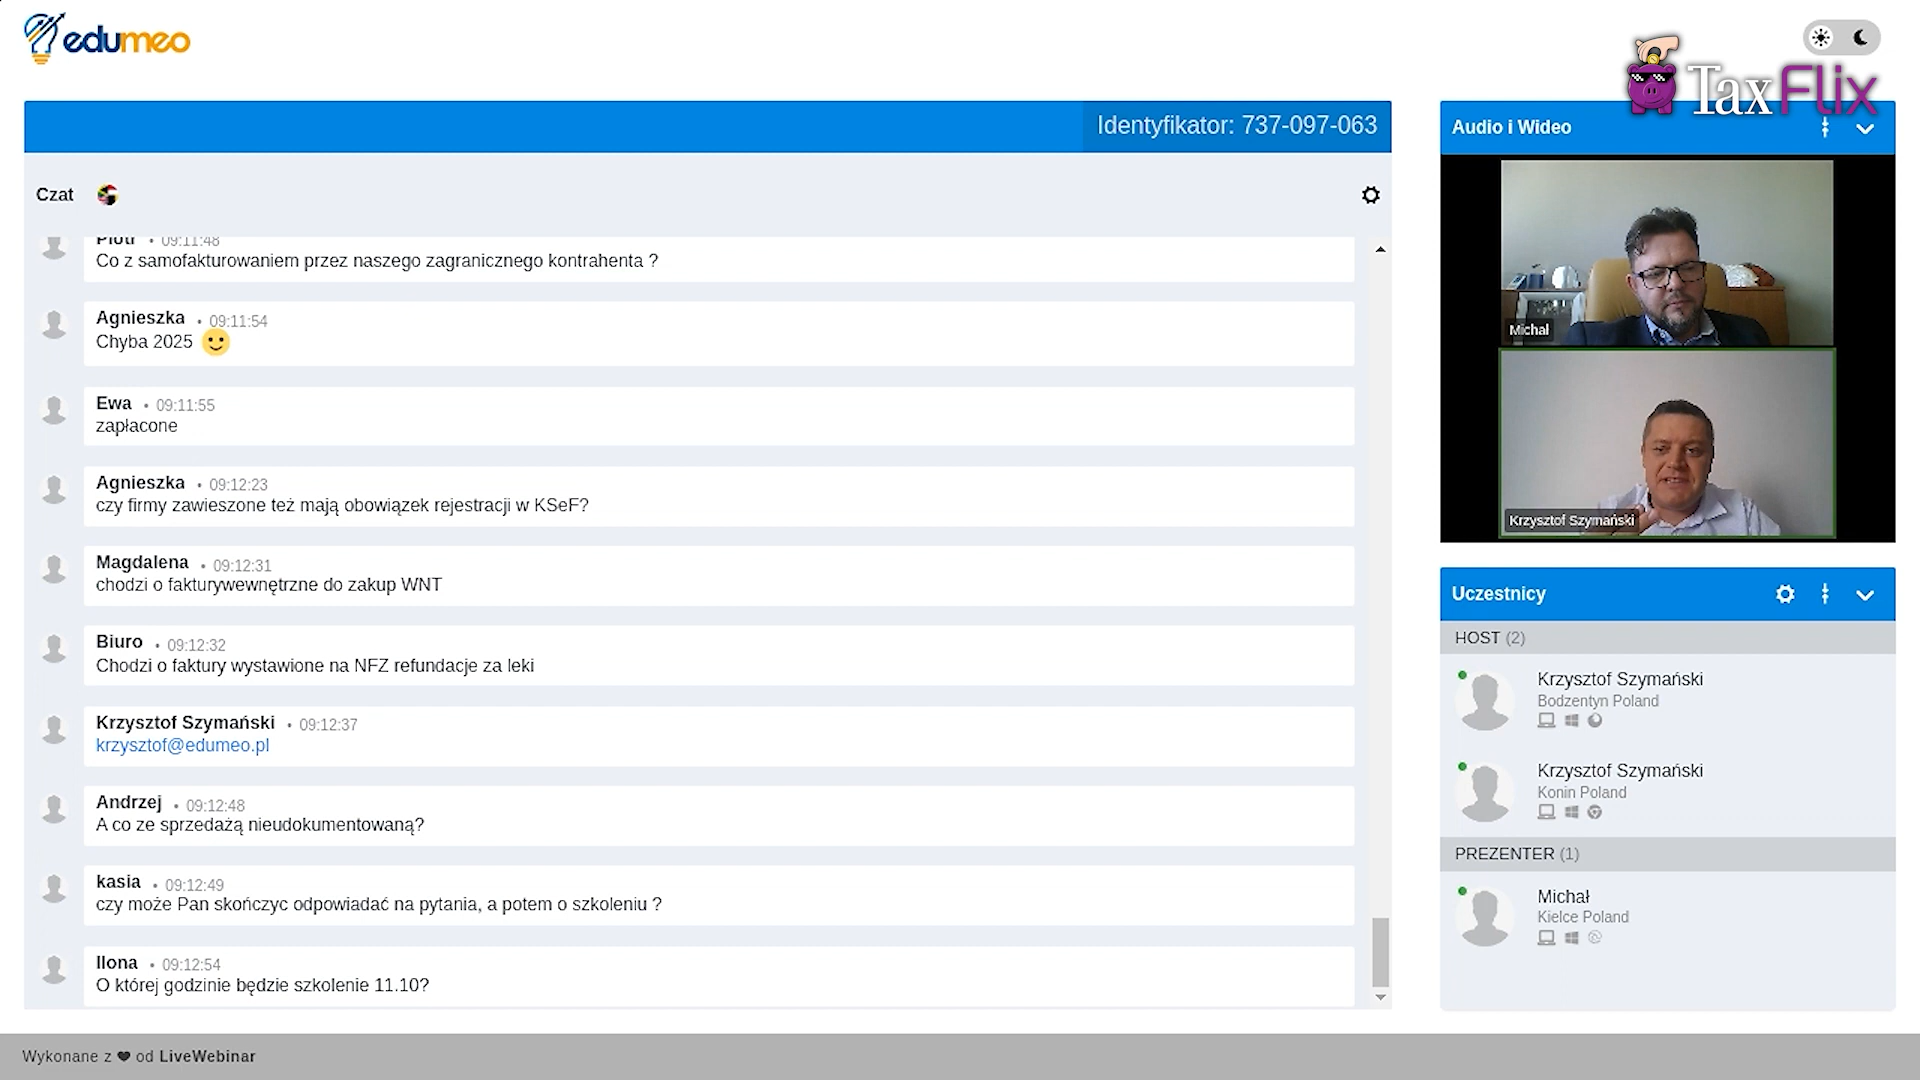 edumeo
TaxFlix
Identyfikator: 737-097-063
Czat
Piotr • 09:11:48
Co z samofakturowaniem przez naszego zagranicznego kontrahenta ?
Agnieszka • 09:11:54
Chyba 2025
Ewa • 09:11:55
zapłacone
Agnieszka • 09:12:23
czy firmy zawieszone też mają obowiązek rejestracji w KSeF?
Magdalena • 09:12:31
chodzi o fakturywewnętrzne do zakup WNT
Biuro • 09:12:32
Chodzi o faktury wystawione na NFZ refundacje za leki
Krzysztof Szymański • 09:12:37
krzysztof@edumeo.pl
Andrzej • 09:12:48
A co ze sprzedażą nieudokumentowaną?
kasia • 09:12:49
czy może Pan skończyc odpowiadać na pytania, a potem o szkoleniu ?
Ilona • 09:12:54
O której godzinie będzie szkolenie 11.10?
Audio i Wideo
Michał
Krzysztof Szymański
Uczestnicy
HOST (2)
Krzysztof Szymański
Bodzentyn Poland
Krzysztof Szymański
Konin Poland
PREZENTER (1)
Michał
Kielce Poland
Wykonane z ❤ od LiveWebinar